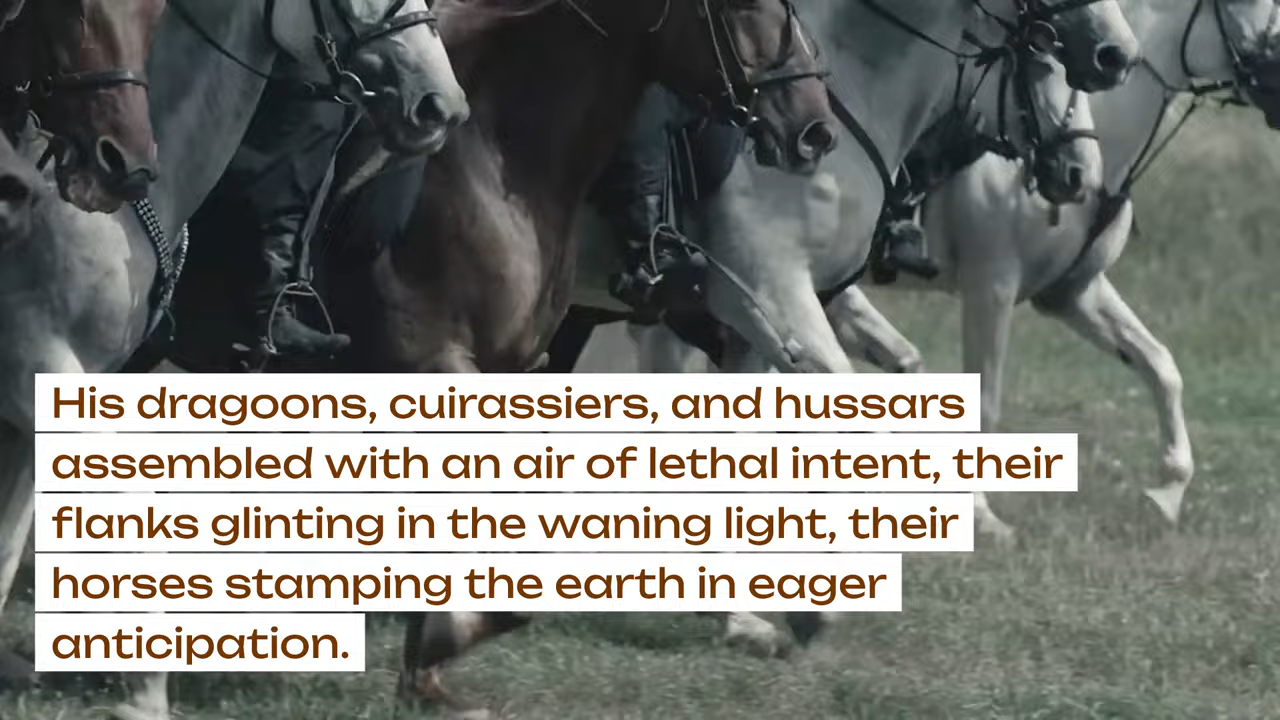 His dragoons, cuirassiers, and hussars
assembled with an air of lethal intent, their
flanks glinting in the waning light, their
horses stamping the earth in eager
anticipation.